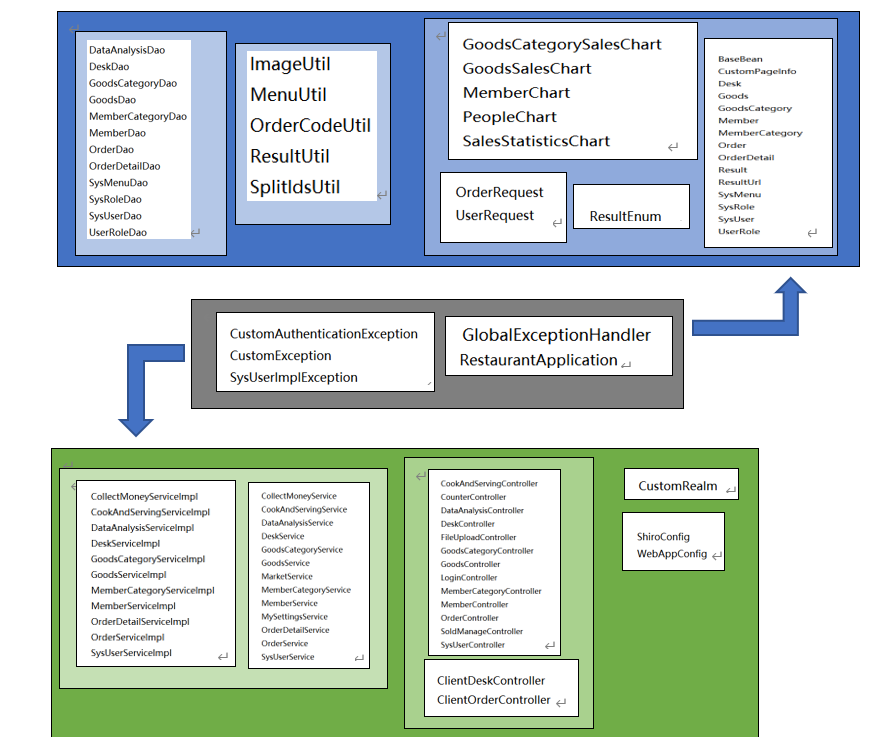 DataAnalysisDao
DeskDao
GoodsCategoryDao
GoodsDao
MemberCategoryDao
MemberDao
OrderDao
OrderDetailDao
SysMenuDao
SysRoleDao
SysUserDao
UserRoleDao
ImageUtil
MenuUtil
OrderCodeUtil
ResultUtil
SplitIdsUtil
GoodsCategorySalesChart
GoodsSalesChart
MemberChart
PeopleChart
SalesStatisticsChart
OrderRequest
UserRequest
ResultEnum
BaseBean
CustomPageInfo
Desk
Goods
GoodsCategory
Member
MemberCategory
Order
OrderDetail
Result
ResultUrl
SysMenu
SysRole
SysUser
UserRole
CustomAuthenticationException
CustomException
SysUserImplException
GlobalExceptionHandler
RestaurantApplication
CollectMoneyServiceImpl
CookAndServingServiceImpl
DataAnalysisServiceImpl
DeskServiceImpl
GoodsCategoryServiceImpl
GoodsServiceImpl
MemberCategoryServiceImpl
MemberServiceImpl
OrderDetailServiceImpl
OrderServiceImpl
SysUserServiceImpl
CollectMoneyService
CookAndServingService
DataAnalysisService
DeskService
GoodsCategoryService
GoodsService
MarketService
MemberCategoryService
MemberService
MySettingsService
OrderDetailService
OrderService
SysUserService
CookAndServingController
CounterController
DataAnalysisController
DeskController
FileUploadController
GoodsCategoryController
GoodsController
LoginController
MemberCategoryController
MemberController
OrderController
SoldManageController
SysUserController
ClientDeskController
ClientOrderController
CustomRealm
ShiroConfig
WebAppConfig